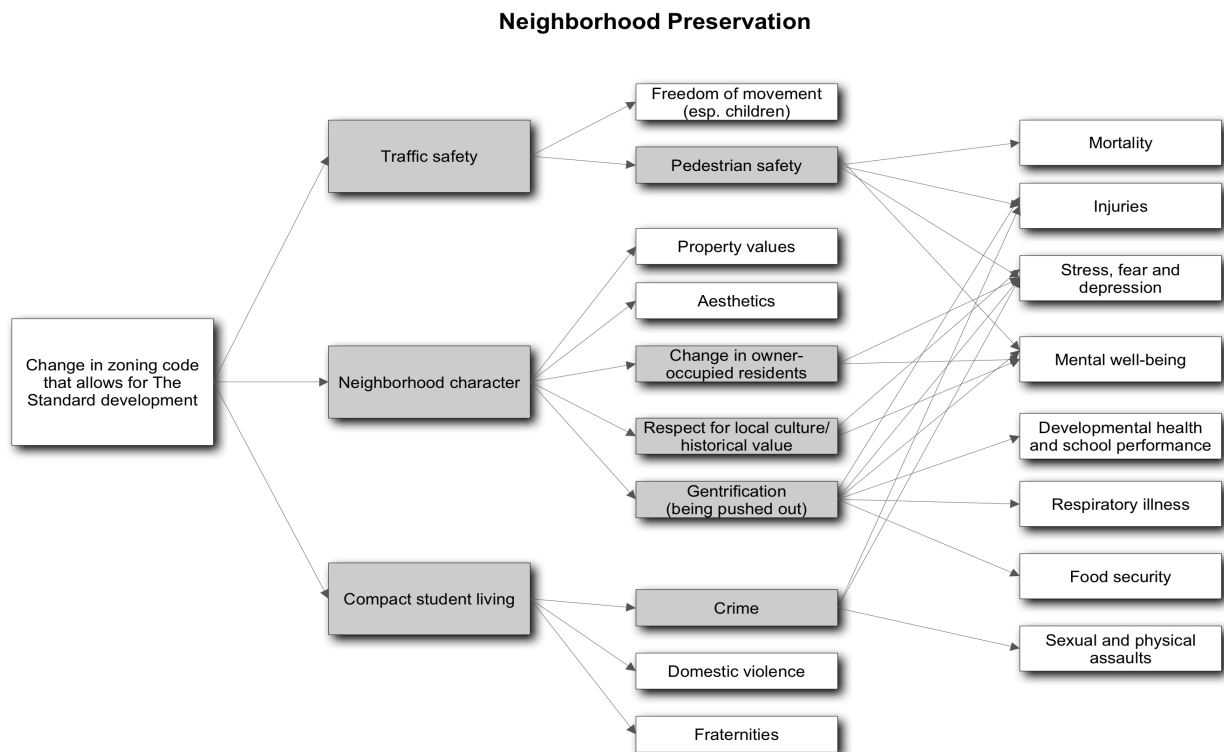 Neighborhood Preservation
Change in zoning code
that allows for The
Standard development
Traffic safety
Neighborhood character
Compact student living
Freedom of movement
(esp. children)
Pedestrian safety
Property values
Aesthetics
Change in owner-
occupied residents
Respect for local culture/
historical value
Gentrification
(being pushed out)
Crime
Domestic violence
Fraternities
Mortality
Injuries
Stress, fear and
depression
Mental well-being
Developmental health
and school performance
Respiratory illness
Food security
Sexual and physical
assaults